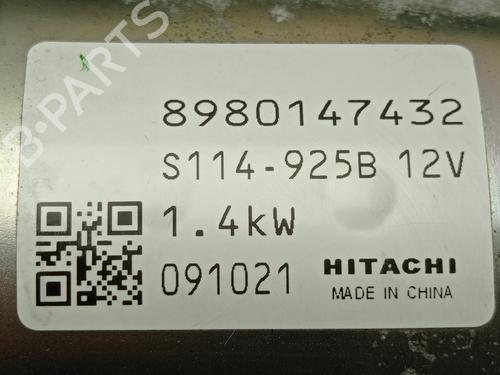 8980147432
S114-925B 12V
1.4kW
091021 HITACHI
MADE IN CHINA
B-PARTS